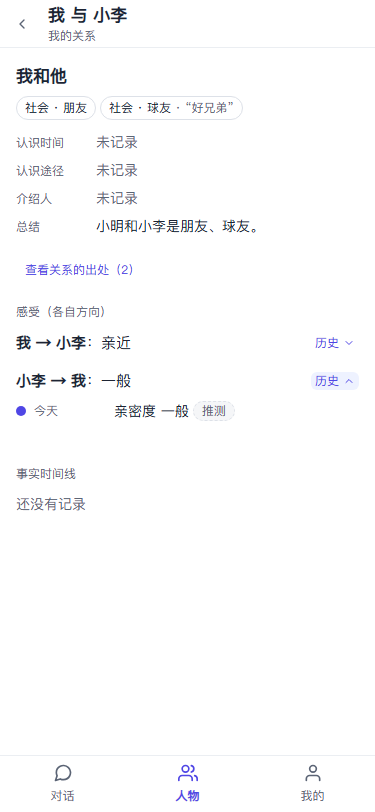 我 与 小李
我的关系
我和他
社会 · 朋友 社会 · 球友 · “好兄弟”
认识时间 未记录
认识途径 未记录
介绍人 未记录
总结 小明和小李是朋友、球友。
查看关系的出处（2）
感受（各自方向）
我 → 小李：亲近 历史
小李 → 我：一般 历史
今天 亲密度 一般 推测
事实时间线
还没有记录
对话 人物 我的